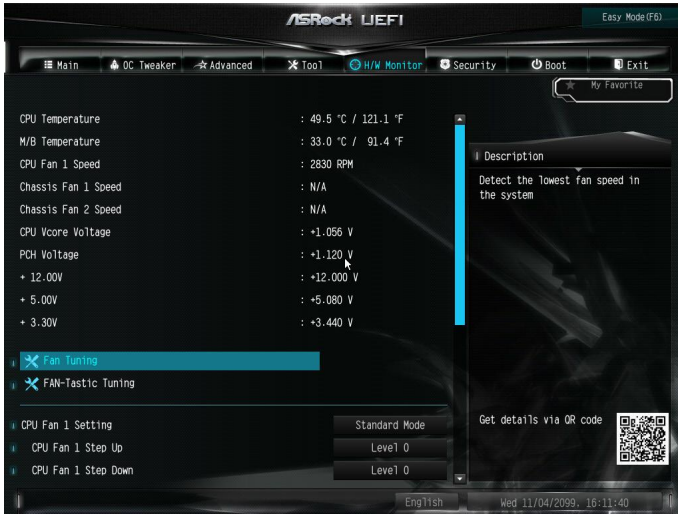 ASRock UEFI
Easy Mode(F6)
Main OC Tweaker Advanced Tool H/W Monitor Security Boot Exit
My Favorite
CPU Temperature : 49.5 °C / 121.1 °F
M/B Temperature : 33.0 °C / 91.4 °F
CPU Fan 1 Speed : 2830 RPM
Chassis Fan 1 Speed : N/A
Chassis Fan 2 Speed : N/A
CPU Vcore Voltage : +1.056 V
PCH Voltage : +1.120 V
+ 12.00V : +12.000 V
+ 5.00V : +5.080 V
+ 3.30V : +3.440 V
Fan Tuning
FAN-Tastic Tuning
CPU Fan 1 Setting Standard Mode
CPU Fan 1 Step Up Level 0
CPU Fan 1 Step Down Level 0
Description
Detect the lowest fan speed in
the system
Get details via QR code
English
Wed 11/04/2099, 16:11:40